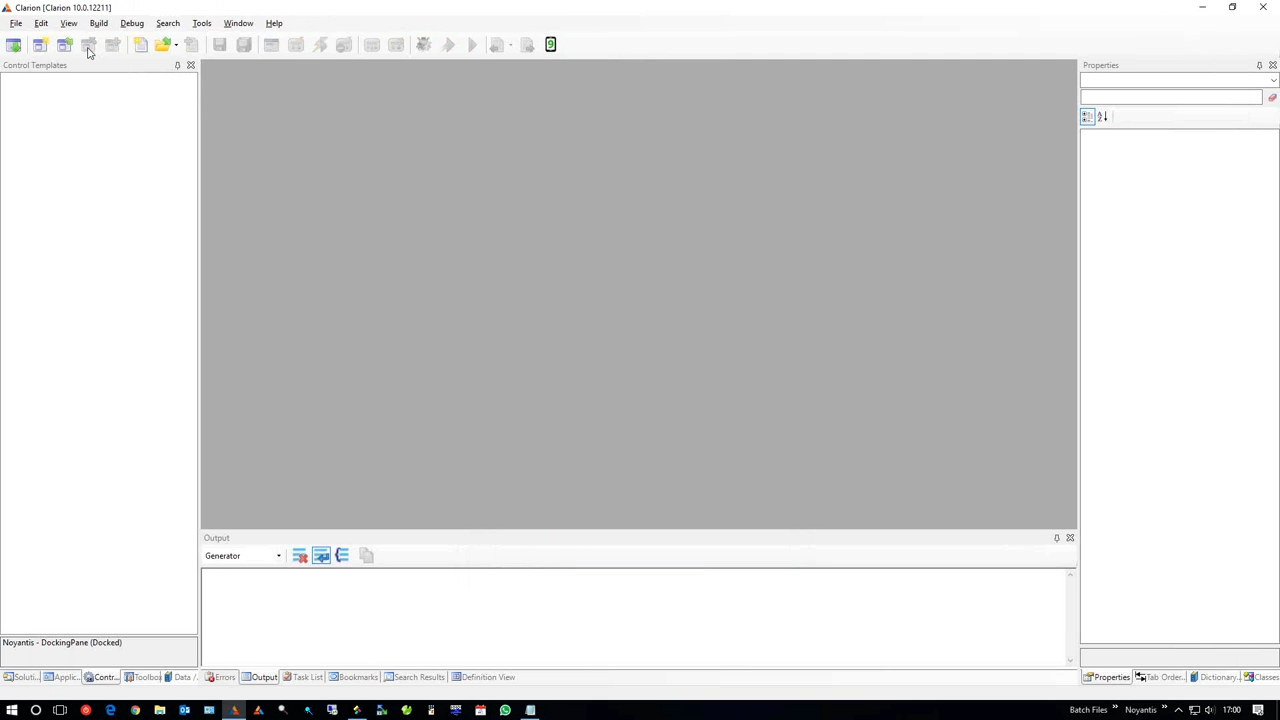 Clarion [Clarion 10.0.12211]
File Edit View Build Debug Search Tools Window Help
9
Control Templates
Properties
Output
Generator
Noyantis - DockingPane (Docked)
Soluti... Applic... Contr... Toolbox Data /
Errors Output Task List Bookmarks Search Results Definition View
Properties Tab Order... Dictionary... Classes
Batch Files » Noyantis » 17:00